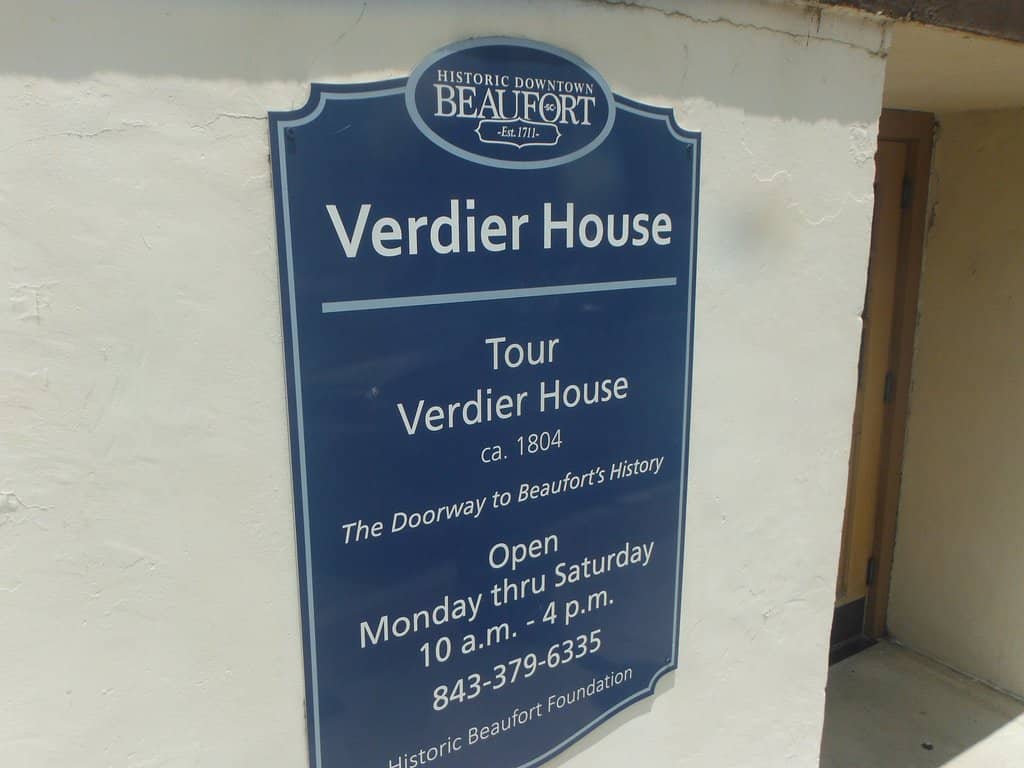 HISTORIC DOWNTOWN
BEAUFORT SC
-Est. 1711-
Verdier House
Tour
Verdier House
ca. 1804
The Doorway to Beaufort's History
Open
Monday thru Saturday
10 a.m. - 4 p.m.
843-379-6335
Historic Beaufort Foundation